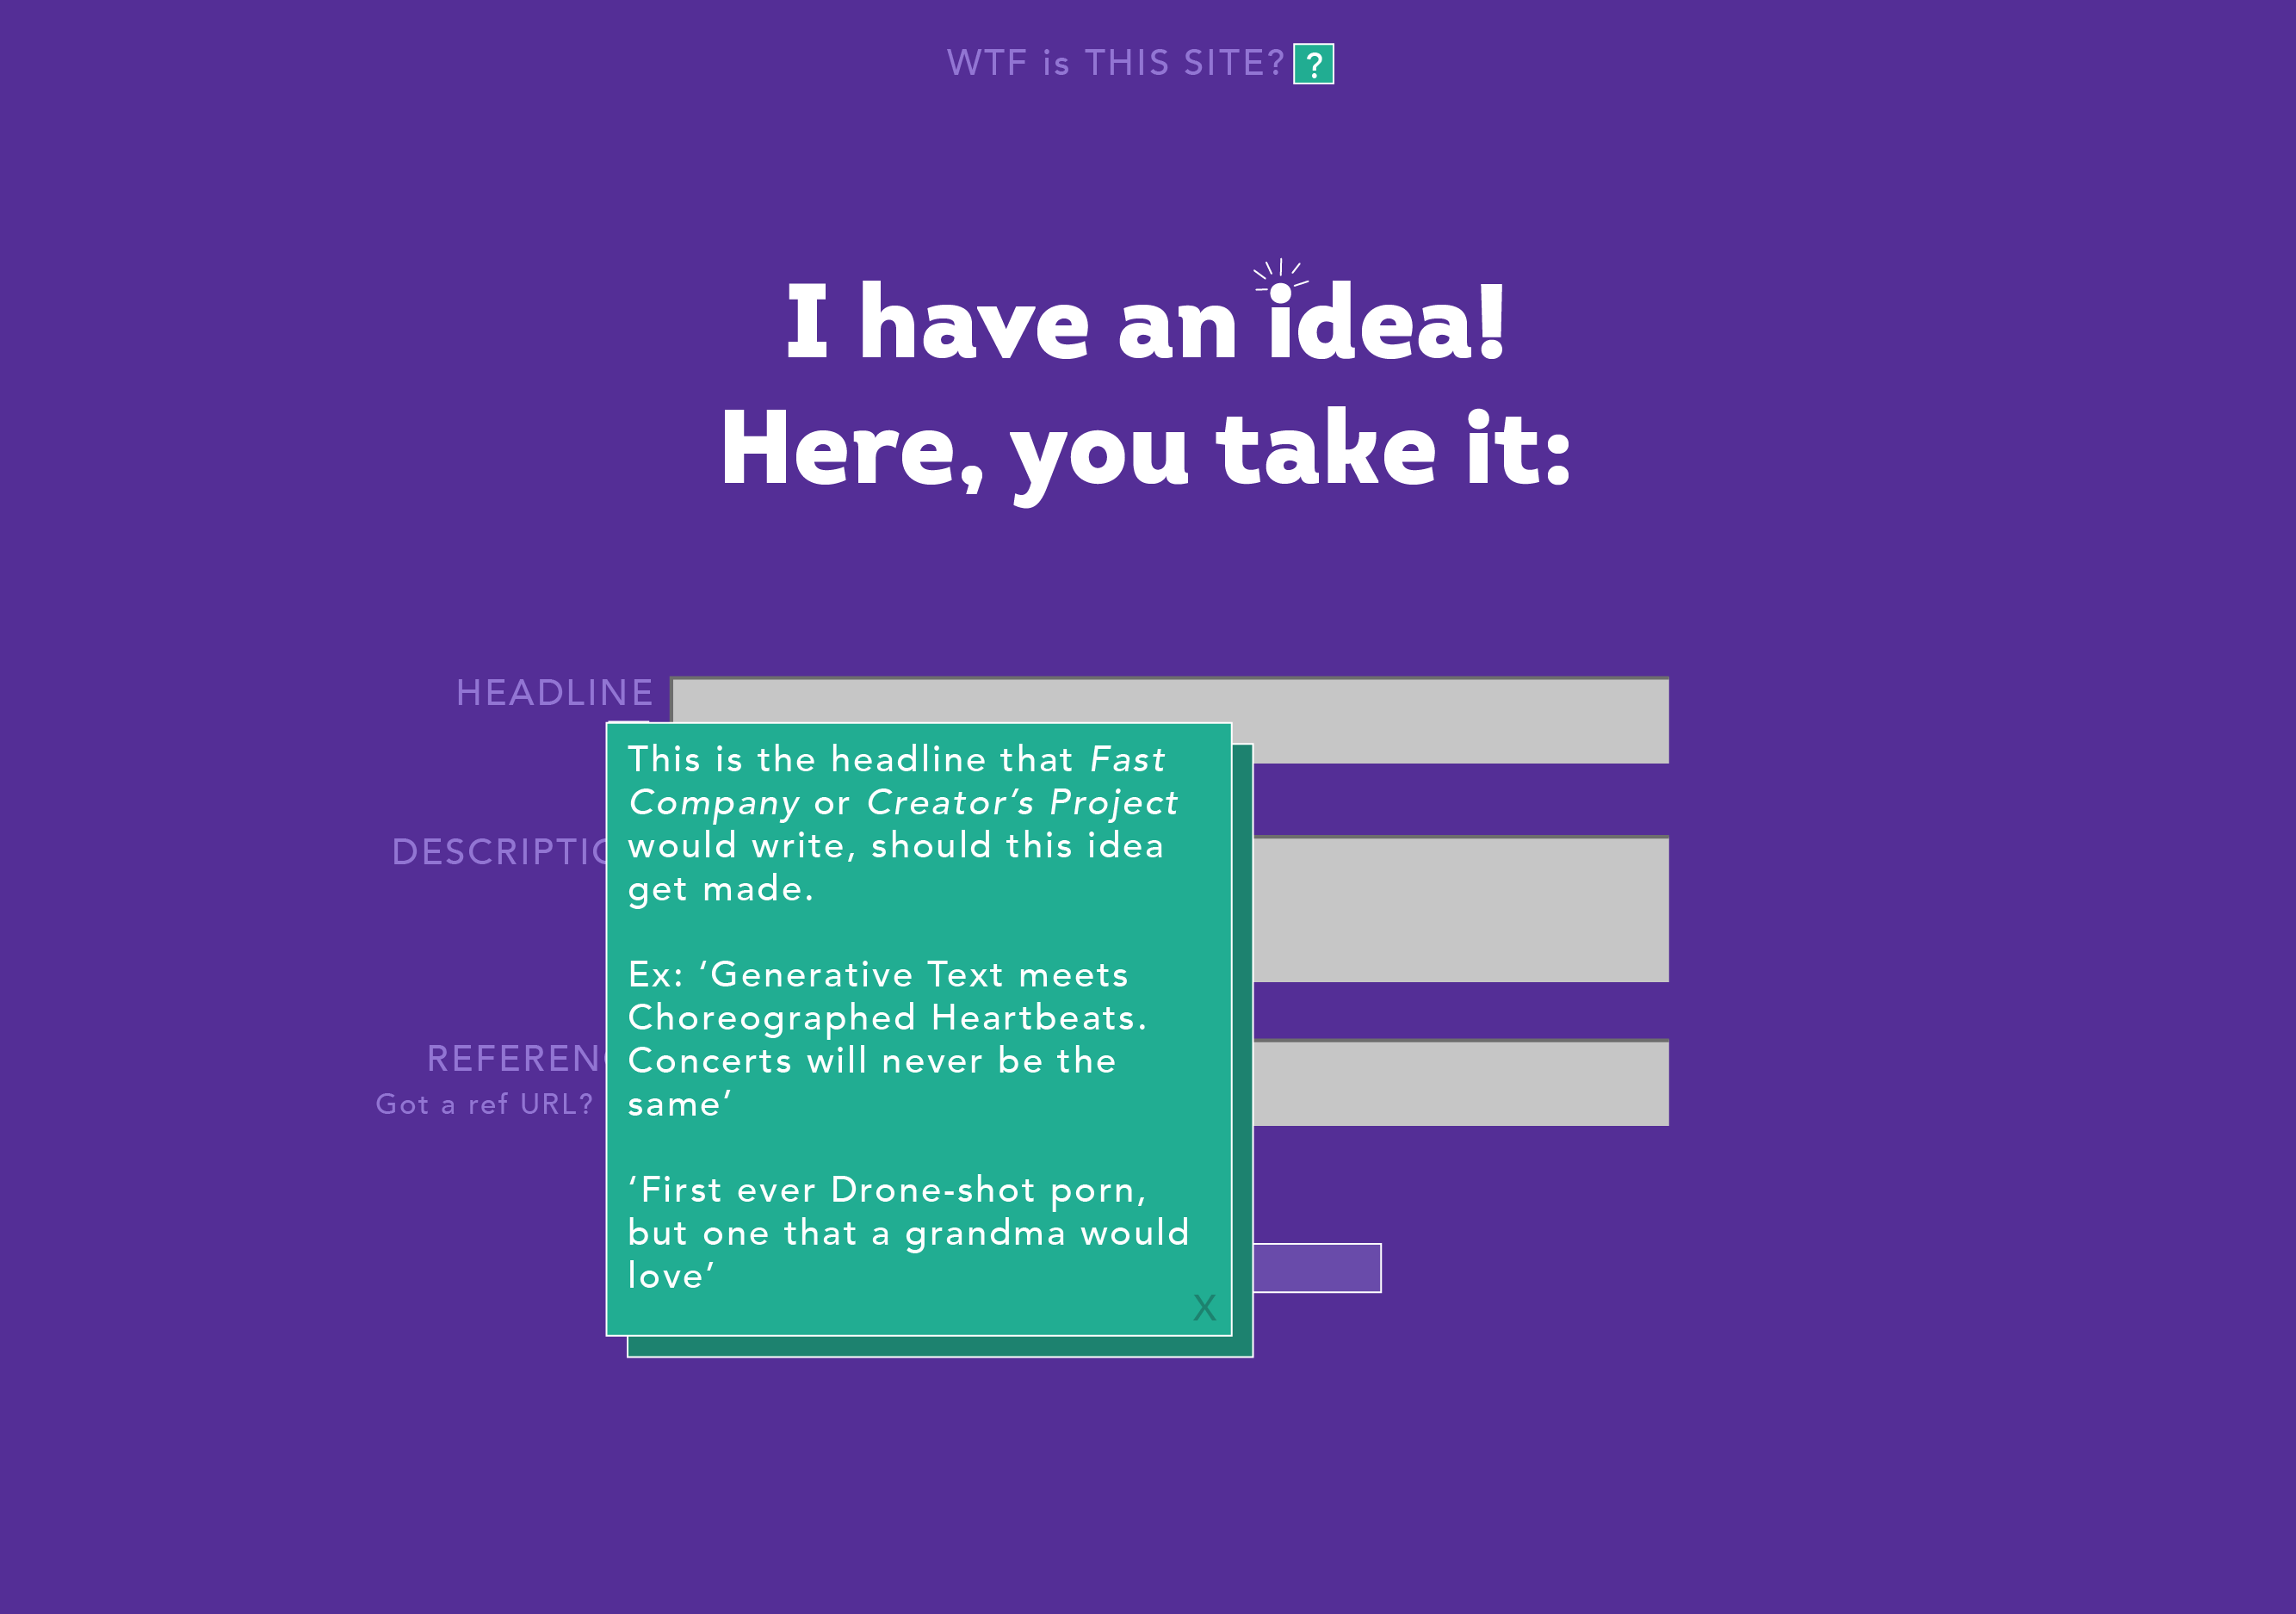 WTF is THIS SITE? ?
I have an idea!
Here, you take it:
HEADLINE
This is the headline that Fast
Company or Creator’s Project
would write, should this idea
get made.
Ex: ‘Generative Text meets
Choreographed Heartbeats.
Concerts will never be the
same’
‘First ever Drone-shot porn,
but one that a grandma would
love’
X
DESCRIPTIO
REFEREN
Got a ref URL?